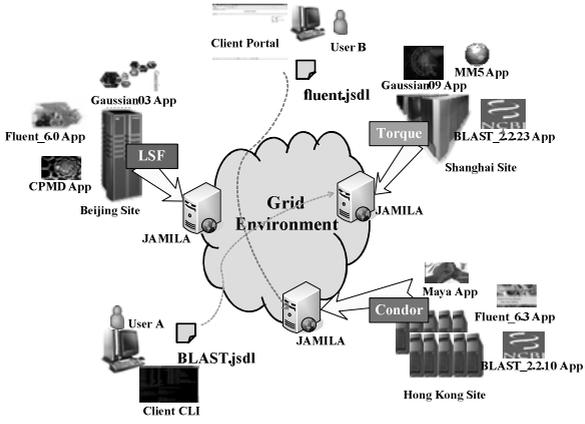 Client Portal
User B
fluent.jsdl
Gaussian03 App
Fluent_6.0 App
CPMD App
LSF
Beijing Site
JAMILA
Gaussian09 App
MM5 App
Torque
BLAST_2.2.23 App
Shanghai Site
JAMILA
Grid
Environment
User A
BLAST.jsdl
Client CLI
JAMILA
Maya App
Condor
Fluent_6.3 App
BLAST_2.2.10 App
Hong Kong Site
NCBI